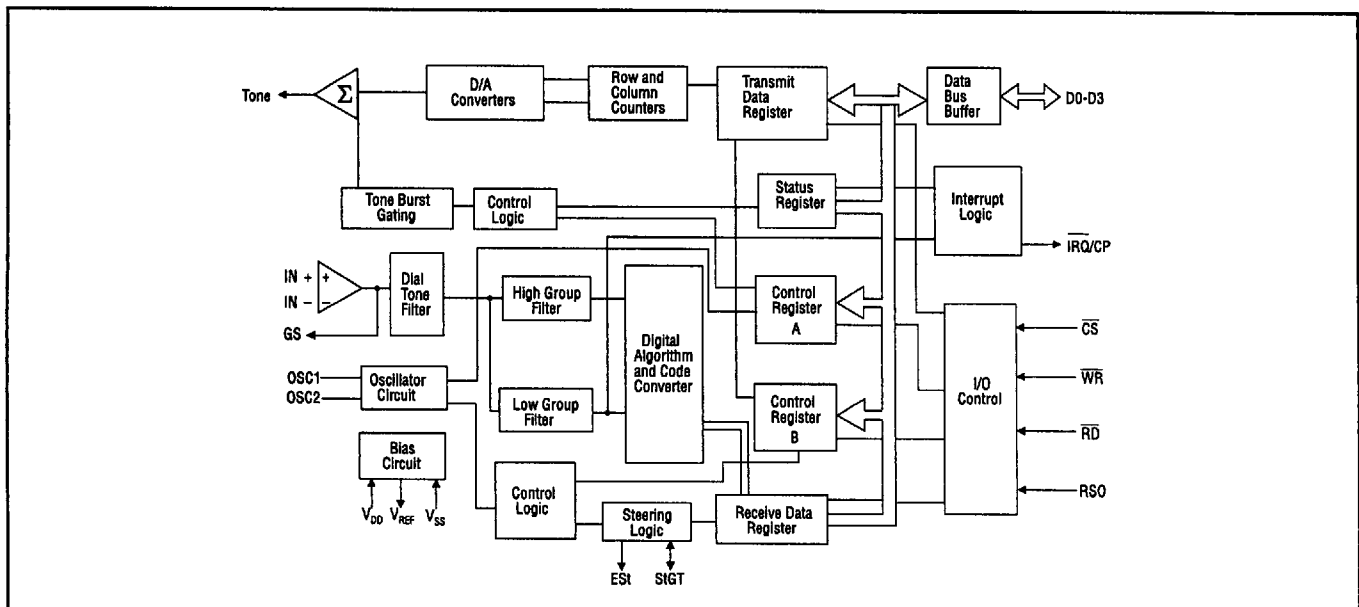 Tone
Σ
D/A
Converters
Row and
Column
Counters
Transmit
Data
Register
Data
Bus
Buffer
D0-D3
Tone Burst
Gating
Control
Logic
Status
Register
Interrupt
Logic
IRQ/CP
IN +
IN −
+
−
GS
Dial
Tone
Filter
High Group
Filter
Low Group
Filter
Digital
Algorithm
and Code
Converter
Control
Register
A
Control
Register
B
I/O
Control
CS
WR
RD
RSO
OSC1
OSC2
Oscillator
Circuit
Bias
Circuit
VDD
VREF
VSS
Control
Logic
Steering
Logic
ESt
StGT
Receive Data
Register